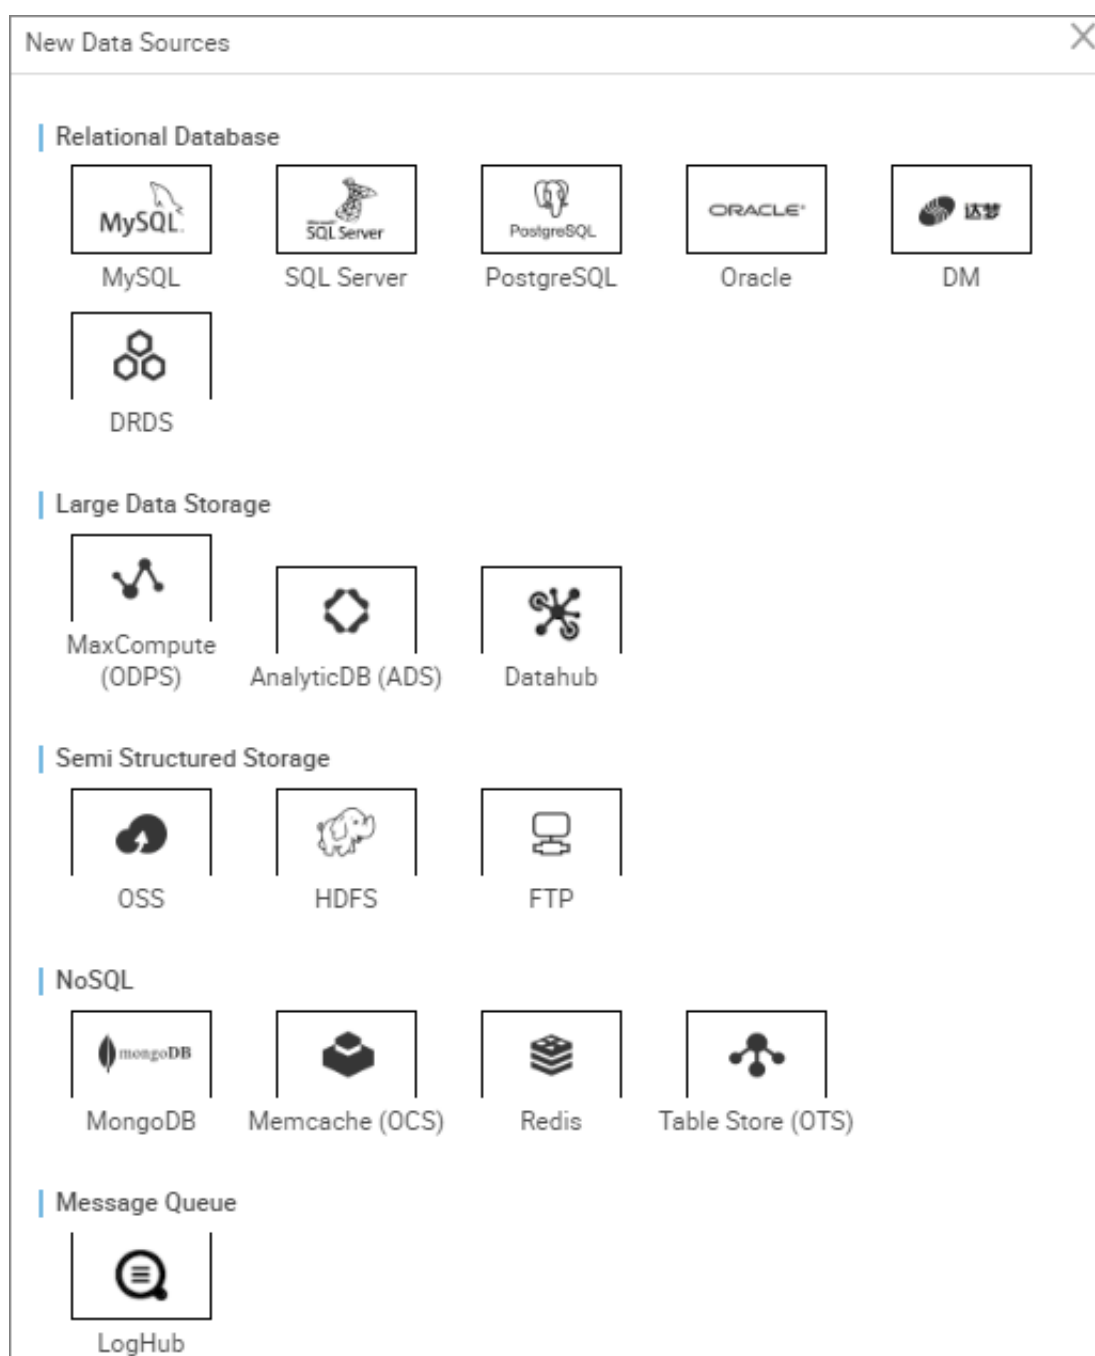 New Data Sources
Relational Database
MySQL
SQL Server
PostgreSQL
ORACLE
达梦
MySQL
SQL Server
PostgreSQL
Oracle
DM
DRDS
Large Data Storage
MaxCompute
(ODPS)
AnalyticDB (ADS)
Datahub
Semi Structured Storage
OSS
HDFS
FTP
NoSQL
mongoDB
MongoDB
Memcache (OCS)
Redis
Table Store (OTS)
Message Queue
LogHub